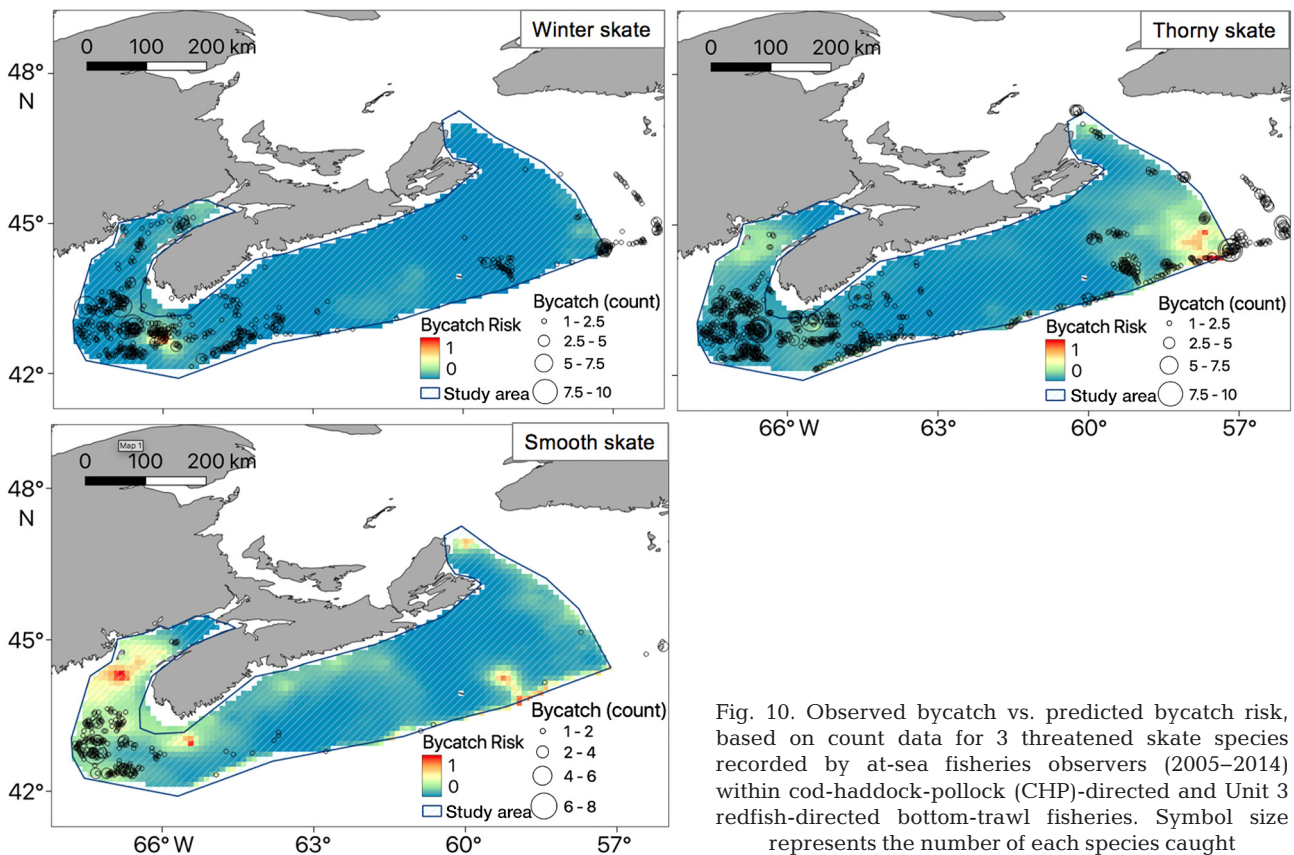 Winter skate
0 100 200 km
48°
N
45°
42°
Bycatch (count)
1 - 2.5
2.5 - 5
5 - 7.5
7.5 - 10
Bycatch Risk
1
0
Study area
66° W 63° 60° 57°
Thorny skate
0 100 200 km
Bycatch (count)
1 - 2.5
2.5 - 5
5 - 7.5
7.5 - 10
Bycatch Risk
1
0
Study area
66° W 63° 60° 57°
Smooth skate
Map 1
0 100 200 km
48°
N
45°
42°
Bycatch (count)
1 - 2
2 - 4
4 - 6
6 - 8
Bycatch Risk
1
0
Study area
66° W 63° 60° 57°
Fig. 10. Observed bycatch vs. predicted bycatch risk,
based on count data for 3 threatened skate species
recorded by at-sea fisheries observers (2005–2014)
within cod-haddock-pollock (CHP)-directed and Unit 3
redfish-directed bottom-trawl fisheries. Symbol size
represents the number of each species caught